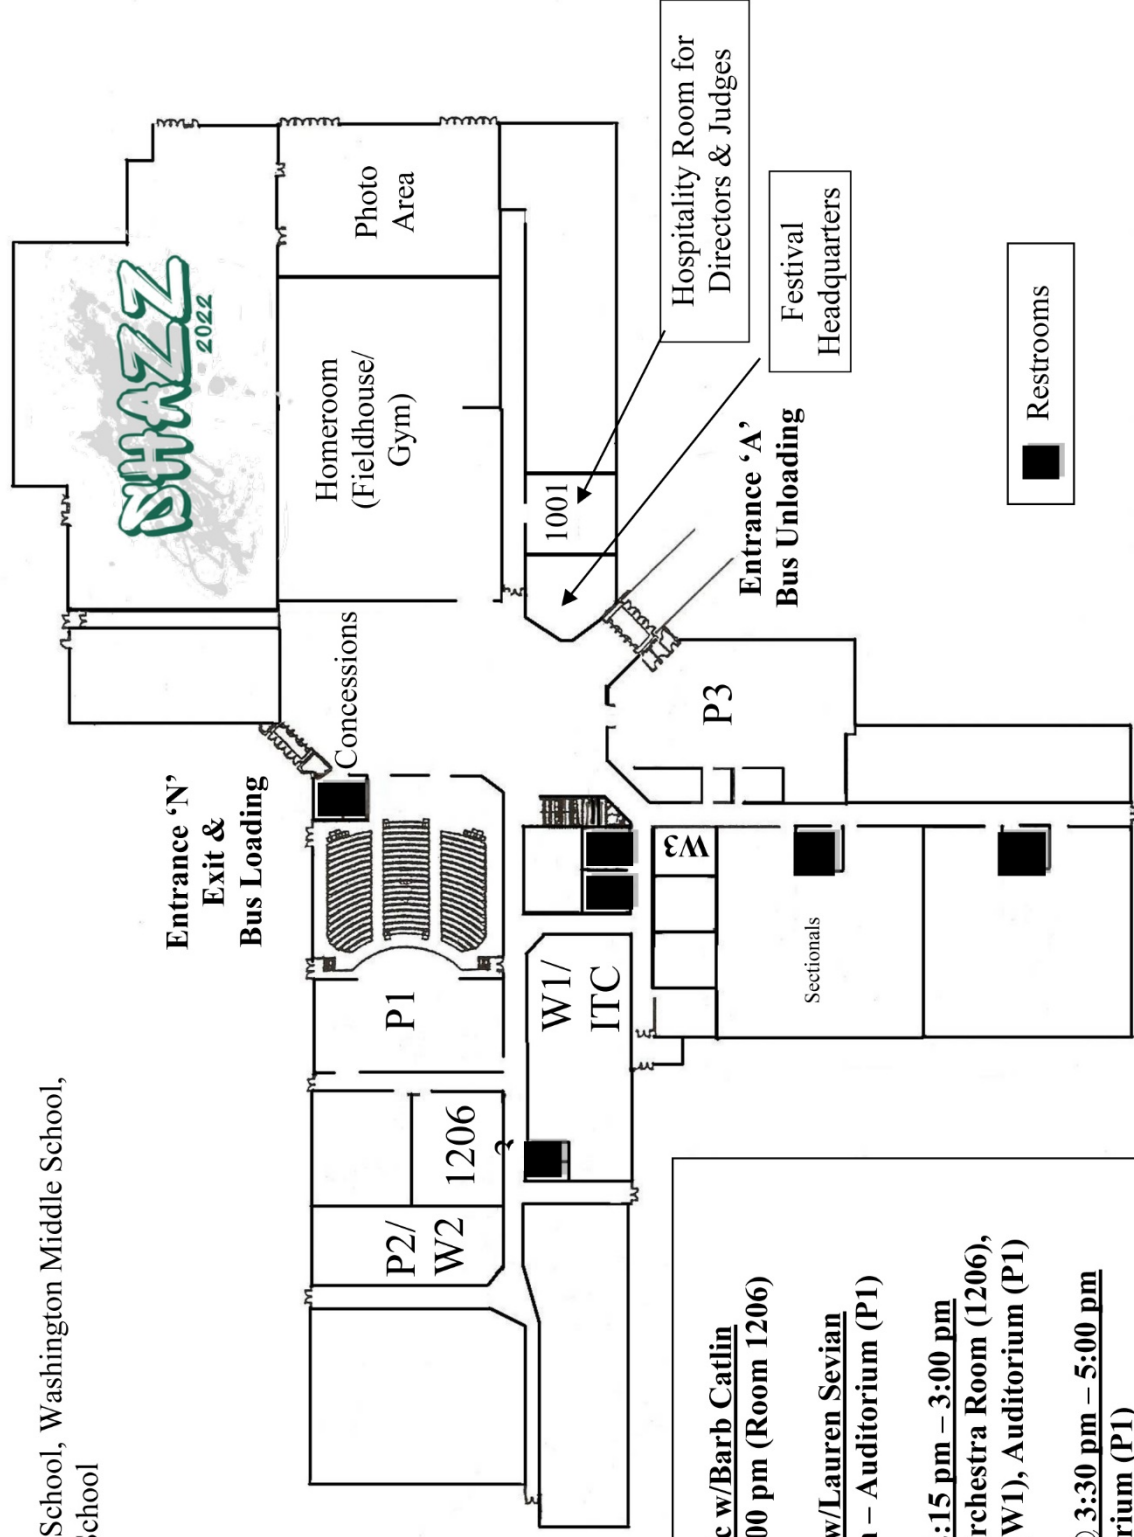 School, Washington Middle School,
School
Entrance ‘N’
Exit &
Bus Loading
SHAZZ
2022
Photo
Area
Homeroom
(Fieldhouse/
Gym)
Concessions
P1
1206
P2/
W2
W1/
ITC
W3
P3
Sectionals
1001
Entrance ‘A’
Bus Unloading
Hospitality Room for
Directors & Judges
Festival
Headquarters
Restrooms
w/Barb Catlin
00 pm (Room 1206)
w/Lauren Sevian
– Auditorium (P1)
:15 pm – 3:00 pm
Orchestra Room (1206),
W1), Auditorium (P1)
3:30 pm – 5:00 pm
(P1)